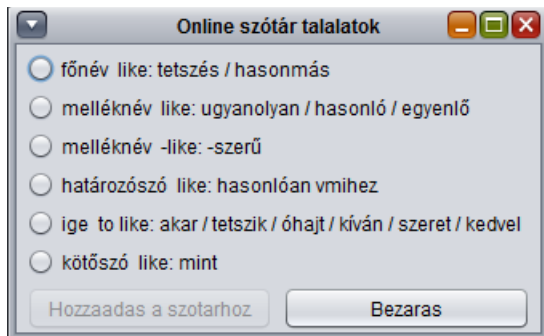 Online szótár talalatok
főnév like: tetszés / hasonmás
melléknév like: ugyanolyan / hasonló / egyenlő
melléknév -like: -szerű
határozószó like: hasonlóan vmihez
ige to like: akar / tetszik / óhajt / kíván / szeret / kedvel
kötőszó like: mint
Hozzaadas a szotarhoz Bezaras